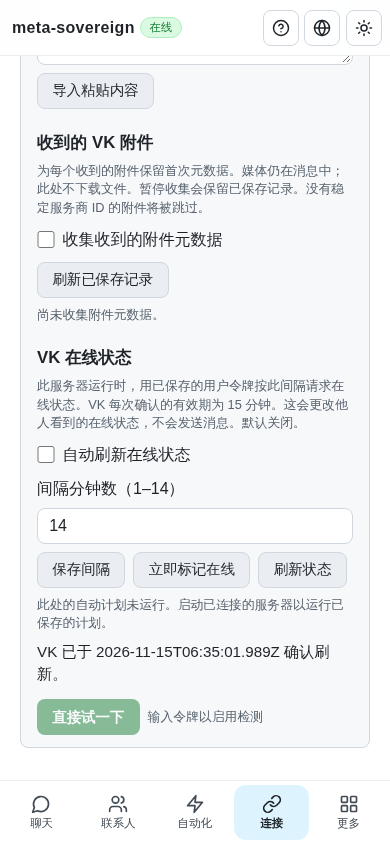 meta-sovereign 在线
导入粘贴内容
收到的 VK 附件
为每个收到的附件保留首次元数据。媒体仍在消息中；
此处不下载文件。暂停收集会保留已保存记录。没有稳
定服务商 ID 的附件将被跳过。
收集收到的附件元数据
刷新已保存记录
尚未收集附件元数据。
VK 在线状态
此服务器运行时，用已保存的用户令牌按此间隔请求在
线状态。VK 每次确认的有效期为 15 分钟。这会更改他
人看到的在线状态，不会发送消息。默认关闭。
自动刷新在线状态
间隔分钟数（1–14）
14
保存间隔 立即标记在线 刷新状态
此处的自动计划未运行。启动已连接的服务器以运行已
保存的计划。
VK 已于 2026-11-15T06:35:01.989Z 确认刷
新。
直接试一下 输入令牌以启用检测
聊天 联系人 自动化 连接 更多